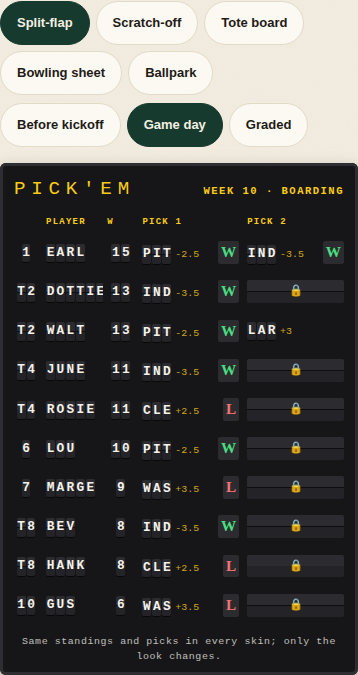 Split-flap Scratch-off Tote board
Bowling sheet Ballpark
Before kickoff Game day Graded
PICK'EM WEEK 10 · BOARDING
PLAYER W PICK 1 PICK 2
1 EARL 15 PIT -2.5 W IND -3.5 W
T2 DOTTIE 13 IND -3.5 W
T2 WALT 13 PIT -2.5 LAR +3
T4 JUNE 11 IND -3.5 W
T4 ROSIE 11 CLE +2.5 L
6 LOU 10 PIT -2.5 W
7 MARGE 9 WAS +3.5 L
T8 BEV 8 IND -3.5 W
T8 HANK 8 CLE +2.5 L
10 GUS 6 WAS +3.5 L
Same standings and picks in every skin; only the
look changes.